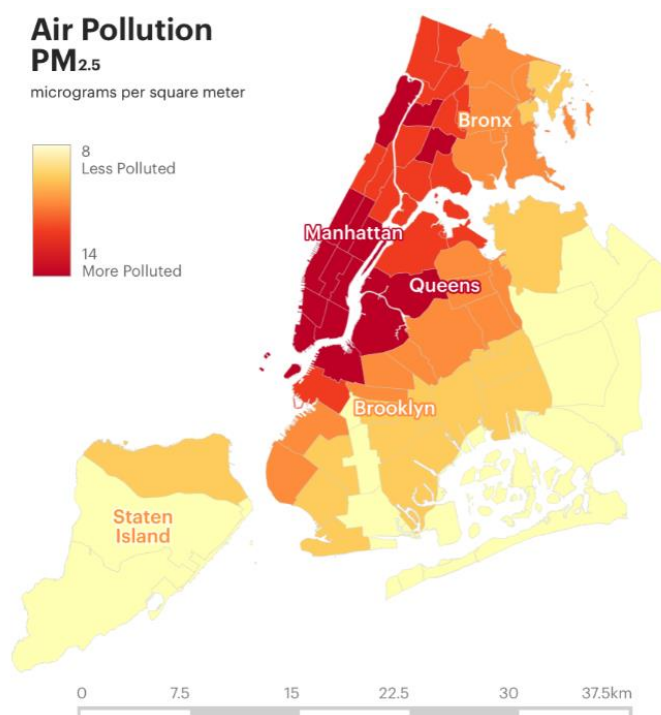 Air Pollution
PM2.5
micrograms per square meter
8
Less Polluted
14
More Polluted
Bronx
Manhattan
Queens
Brooklyn
Staten
Island
0 7.5 15 22.5 30 37.5km